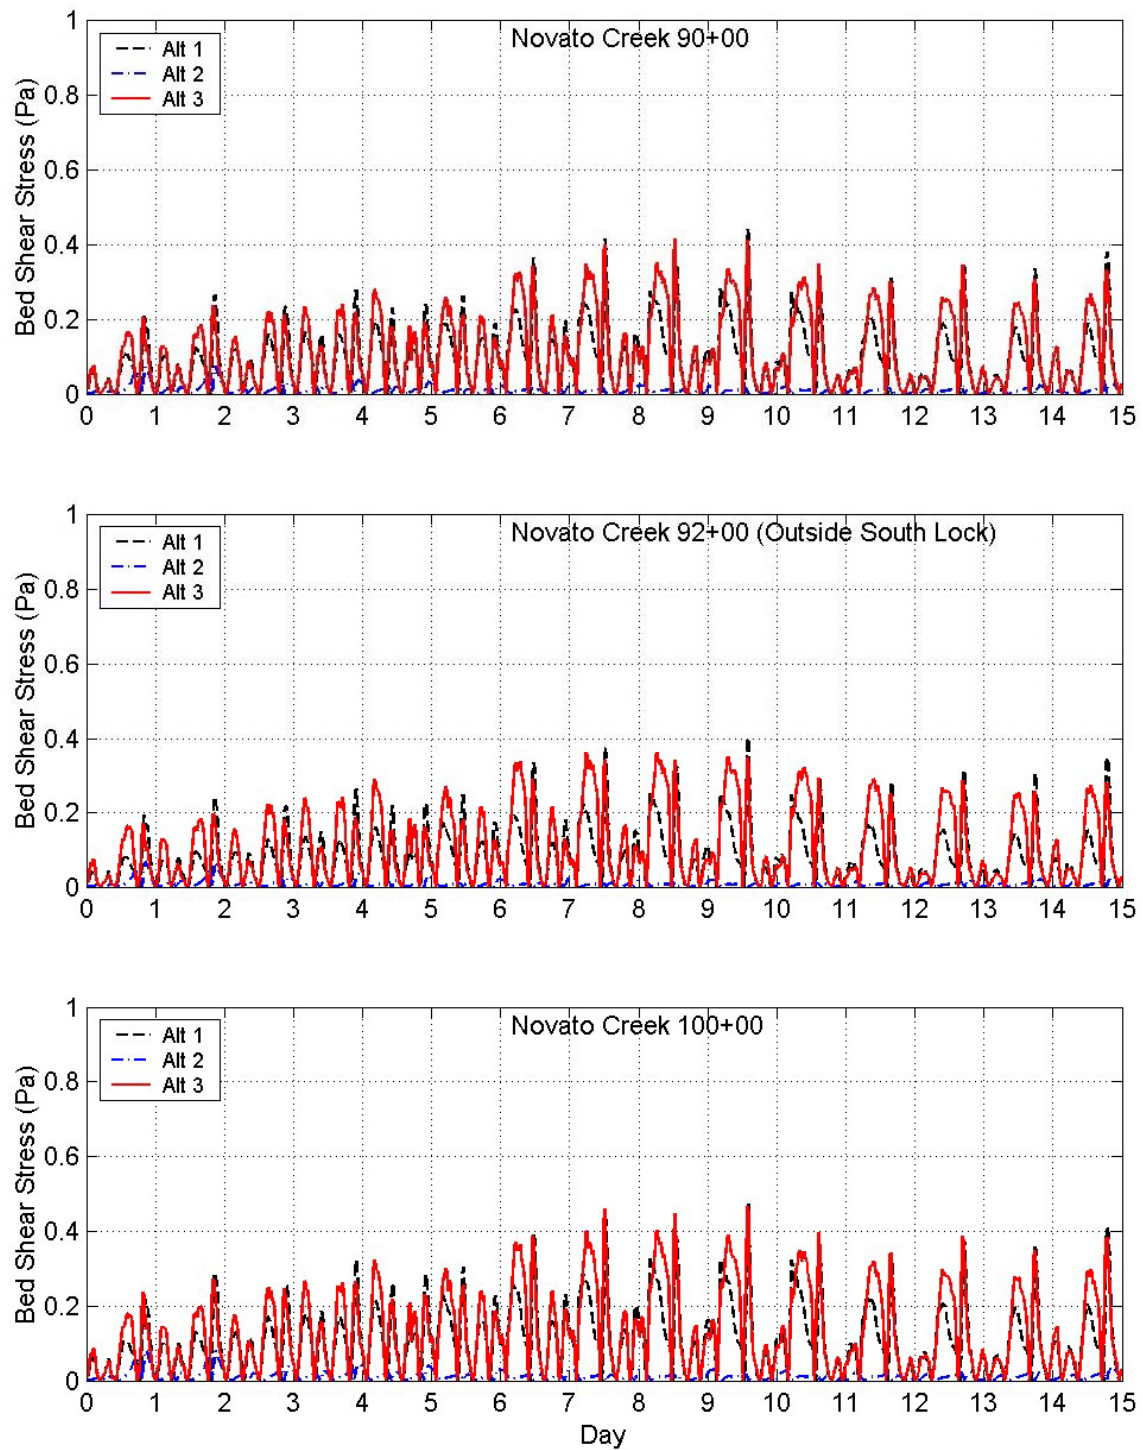 Novato Creek 90+00
Alt 1
Alt 2
Alt 3
Bed Shear Stress (Pa)
1
0.8
0.6
0.4
0.2
0
0 1 2 3 4 5 6 7 8 9 10 11 12 13 14 15
Novato Creek 92+00 (Outside South Lock)
Alt 1
Alt 2
Alt 3
Bed Shear Stress (Pa)
1
0.8
0.6
0.4
0.2
0
0 1 2 3 4 5 6 7 8 9 10 11 12 13 14 15
Novato Creek 100+00
Alt 1
Alt 2
Alt 3
Bed Shear Stress (Pa)
1
0.8
0.6
0.4
0.2
0
0 1 2 3 4 5 6 7 8 9 10 11 12 13 14 15
Day